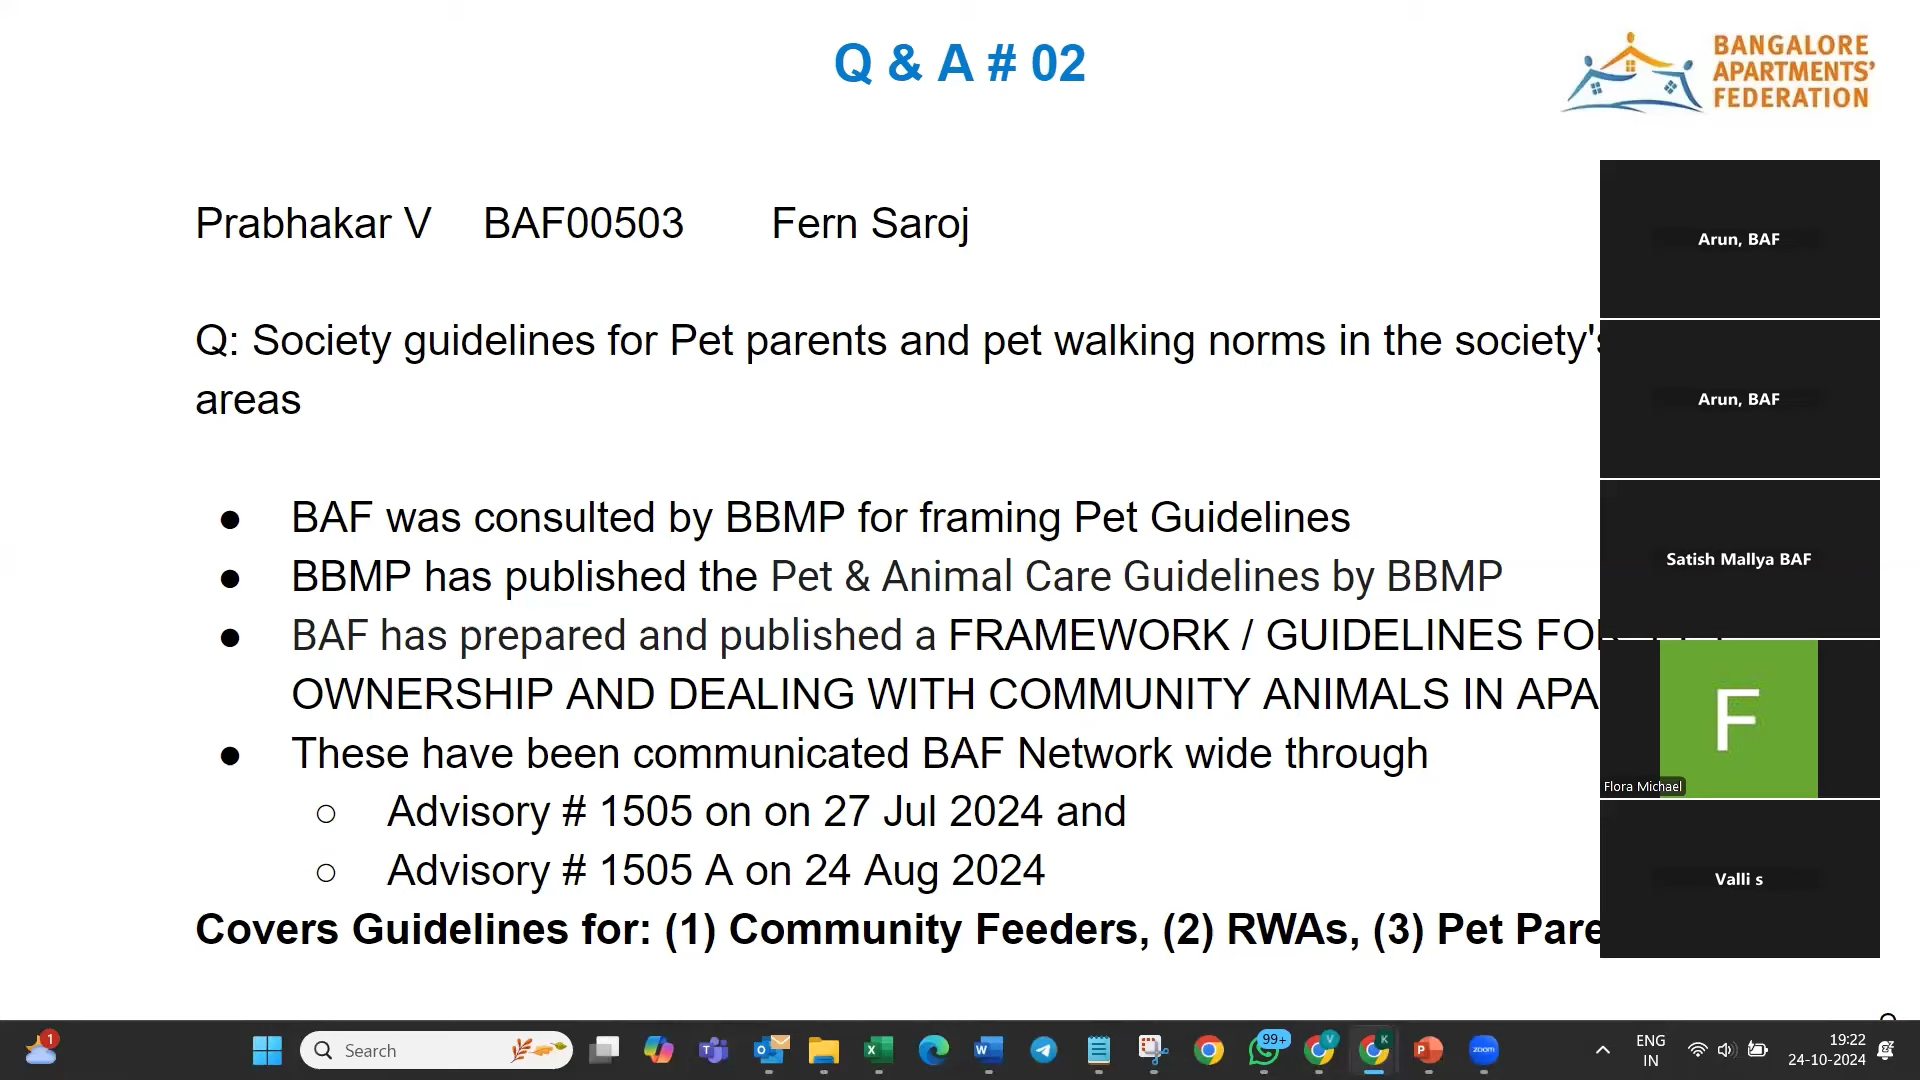 Q & A # 02
BANGALORE
APARTMENTS'
FEDERATION
Prabhakar V BAF00503 Fern Saroj
Q: Society guidelines for Pet parents and pet walking norms in the society's
areas
● BAF was consulted by BBMP for framing Pet Guidelines
● BBMP has published the Pet & Animal Care Guidelines by BBMP
● BAF has prepared and published a FRAMEWORK / GUIDELINES FOR
OWNERSHIP AND DEALING WITH COMMUNITY ANIMALS IN
● These have been communicated BAF Network wide through
○ Advisory # 1505 on on 27 Jul 2024 and
○ Advisory # 1505 A on 24 Aug 2024
Covers Guidelines for: (1) Community Feeders, (2) RWAs, (3) Pet
Arun, BAF
Arun, BAF
Satish Mallya BAF
F
Flora Michael
Valli s
1
Search
99+
V
K
zoom
ENG
IN
19:22
24-10-2024